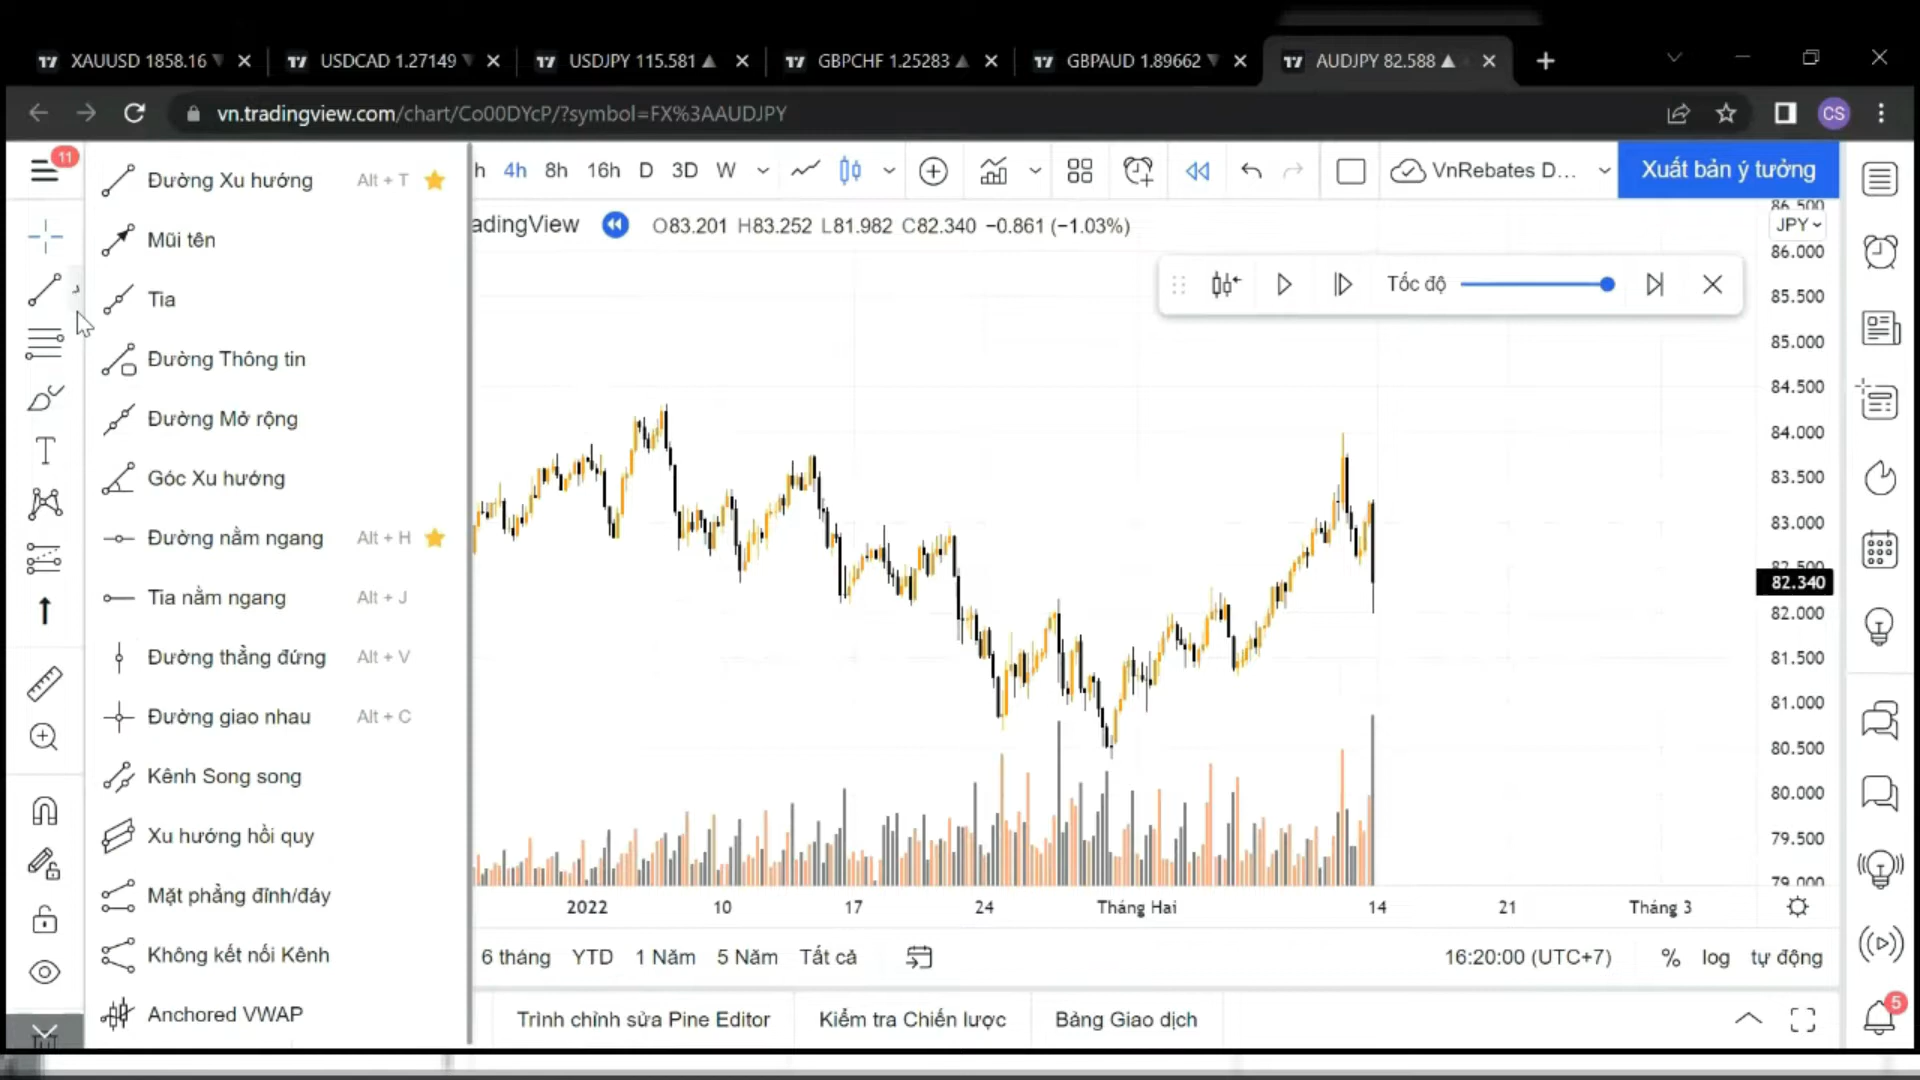 XAUUSD 1858.16
USDCAD 1.27149
USDJPY 115.581
GBPCHF 1.25283
GBPAUD 1.89662
AUDJPY 82.588
vn.tradingview.com/chart/Co00DYcP/?symbol=FX%3AAUDJPY
CS
11
h 4h 8h 16h D 3D W
VnRebates D...
Xuất bản ý tưởng
adingView
O83.201 H83.252 L81.982 C82.340 −0.861 (−1.03%)
JPY
Tốc độ
Đường Xu hướng Alt + T
Mũi tên
Tia
Đường Thông tin
Đường Mở rộng
Góc Xu hướng
Đường nằm ngang Alt + H
Tia nằm ngang Alt + J
Đường thẳng đứng Alt + V
Đường giao nhau Alt + C
Kênh Song song
Xu hướng hồi quy
Mặt phẳng đỉnh/đáy
Không kết nối Kênh
Anchored VWAP
86.500
86.000
85.500
85.000
84.500
84.000
83.500
83.000
82.500
82.340
82.000
81.500
81.000
80.500
80.000
79.500
79.000
2022 10 17 24 Tháng Hai 14 21 Tháng 3
6 tháng YTD 1 Năm 5 Năm Tất cả
16:20:00 (UTC+7) % log tự động
Trình chỉnh sửa Pine Editor
Kiểm tra Chiến lược
Bảng Giao dịch
5